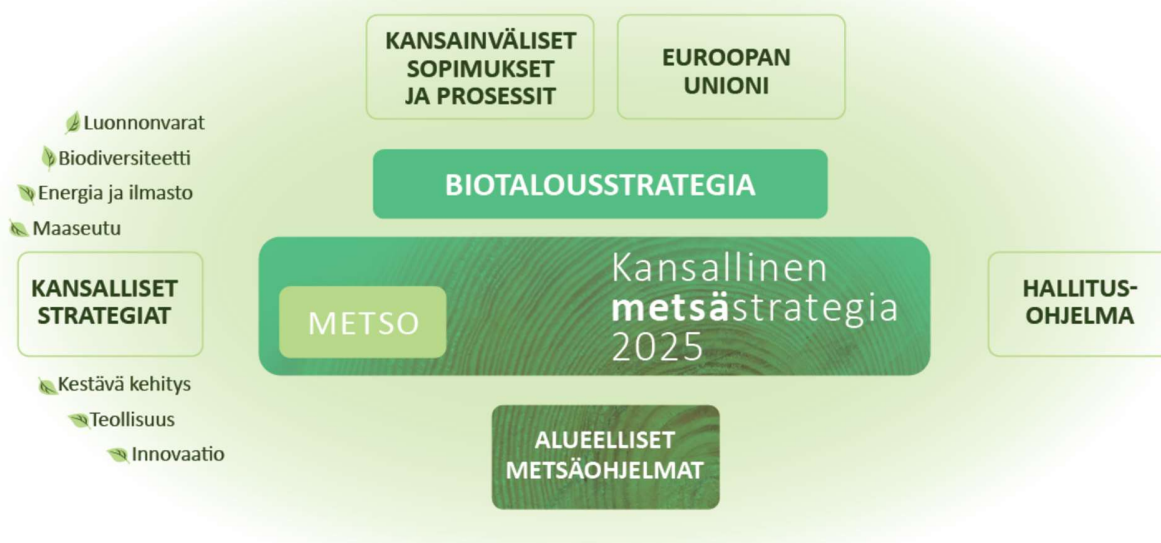 KANSAINVÄLISET
SOPIMUKSET
JA PROSESSIT
EUROOPAN
UNIONI
Luonnonvarat
Biodiversiteetti
Energia ja ilmasto
Maaseutu
BIOTALOUSSTRATEGIA
KANSALLISET
STRATEGIAT
METSO
Kansallinen
metsästrategia
2025
HALLITUS-
OHJELMA
Kestävä kehitys
Teollisuus
Innovaatio
ALUEELLISET
METSÄOHJELMAT